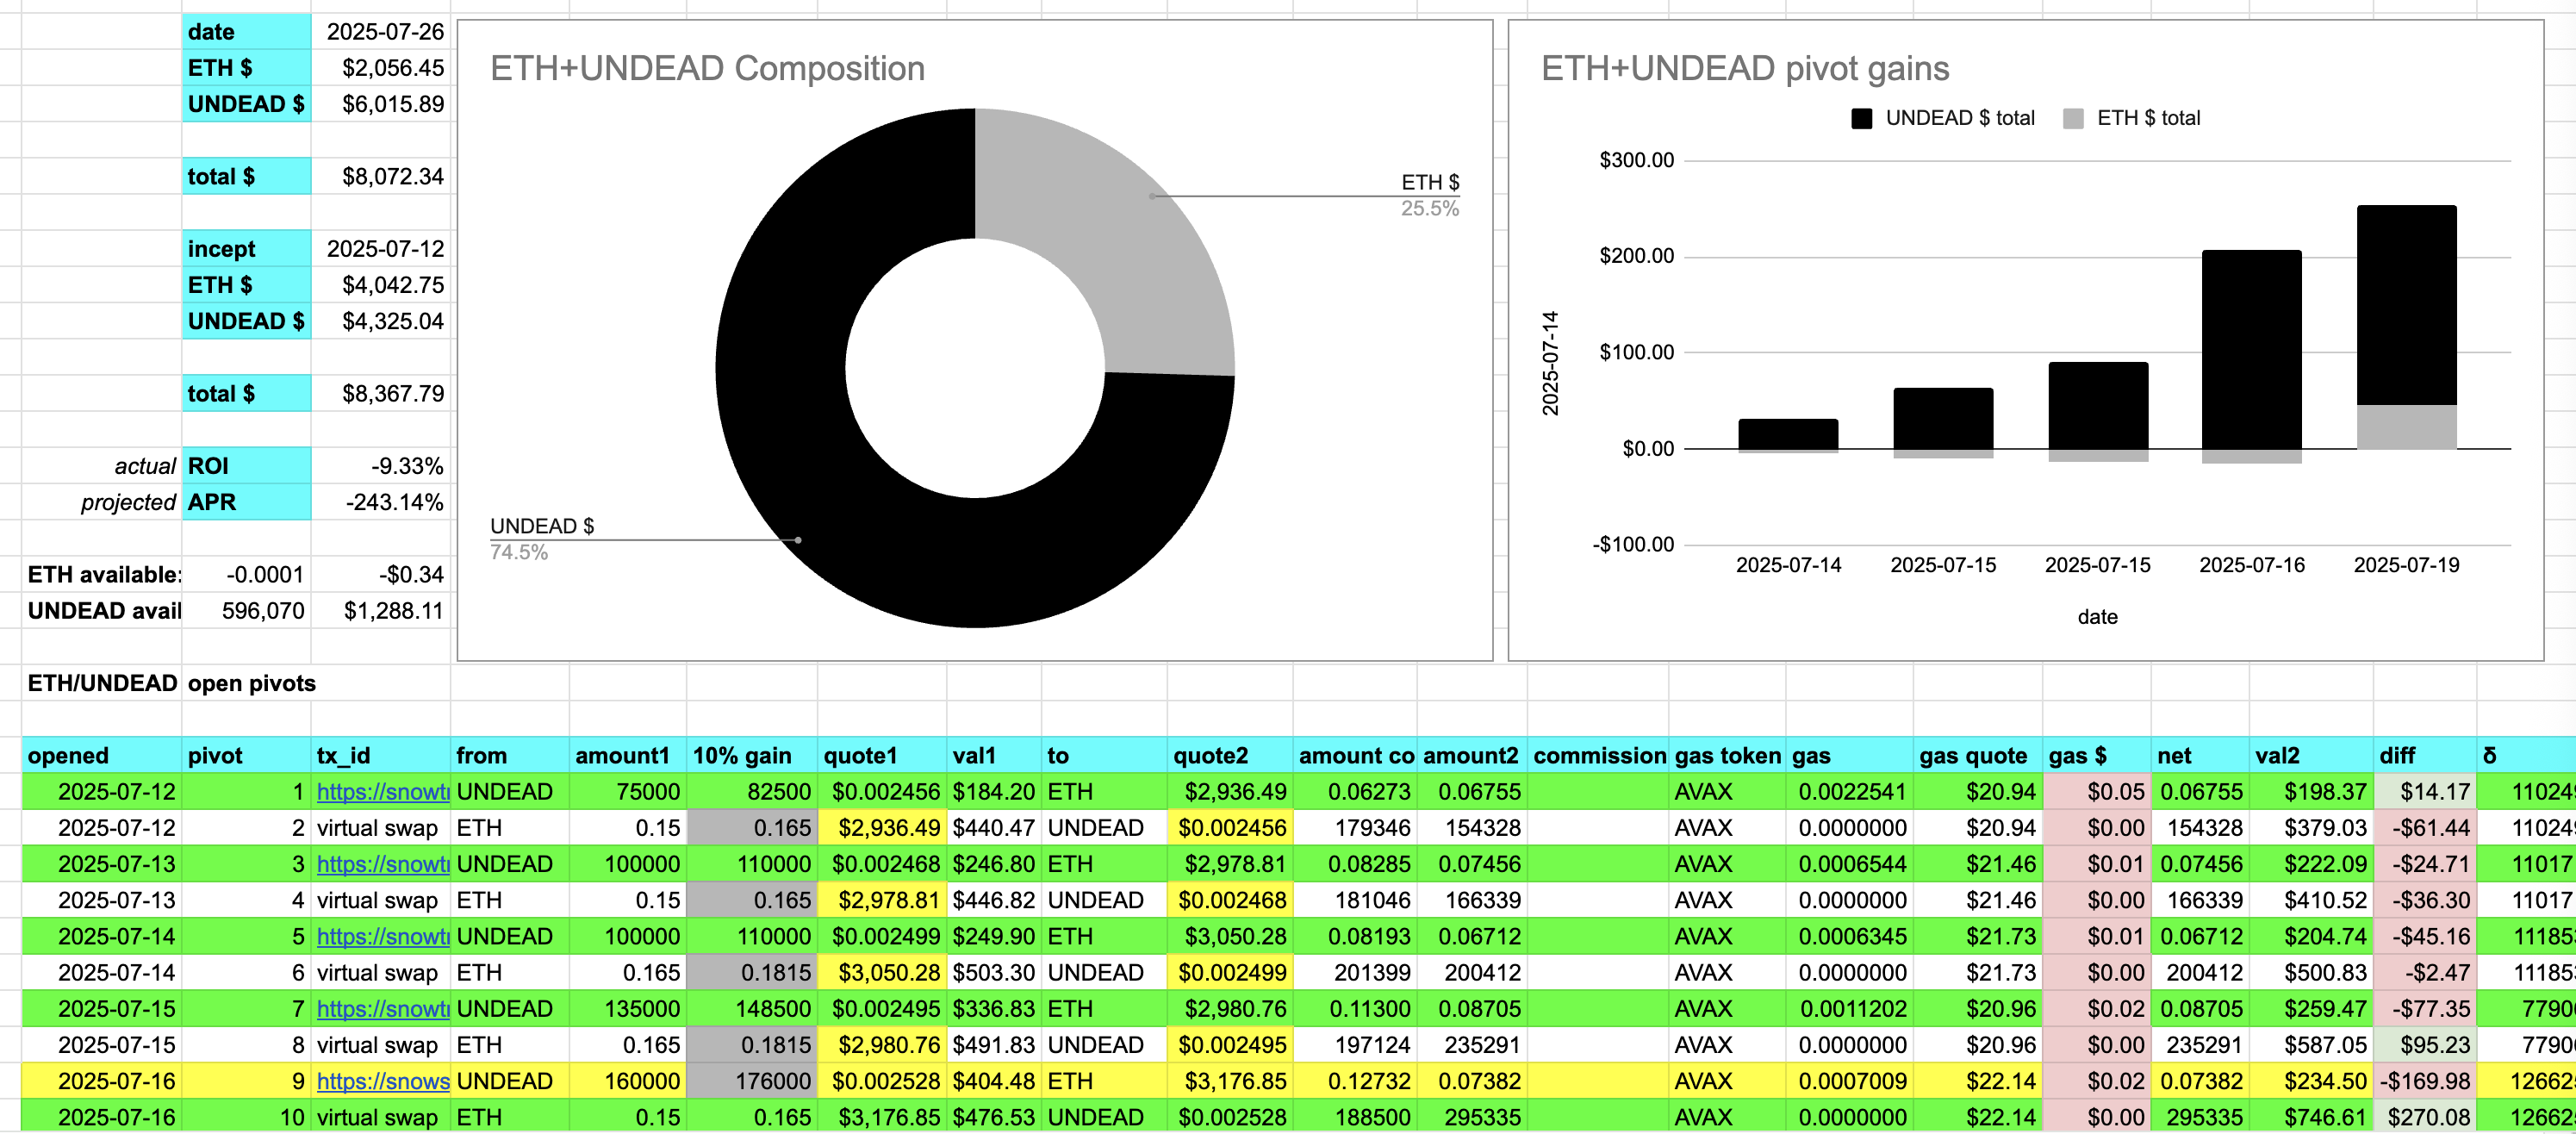 date 2025-07-26
ETH $ $2,056.45
UNDEAD $ $6,015.89
total $ $8,072.34
incept 2025-07-12
ETH $ $4,042.75
UNDEAD $ $4,325.04
total $ $8,367.79
actual ROI -9.33%
projected APR -243.14%
ETH available: -0.0001 -$0.34
UNDEAD avail 596,070 $1,288.11
ETH+UNDEAD Composition
ETH $
25.5%
UNDEAD $
74.5%
ETH+UNDEAD pivot gains
UNDEAD $ total ETH $ total
$300.00
$200.00
$100.00
$0.00
-$100.00
2025-07-14
2025-07-14 2025-07-15 2025-07-15 2025-07-16 2025-07-19
date
ETH/UNDEAD open pivots
opened pivot tx_id from amount1 10% gain quote1 val1 to quote2 amount co amount2 commission gas token gas gas quote gas $ net val2 diff δ
2025-07-12 1 https://snowtr UNDEAD 75000 82500 $0.002456 $184.20 ETH $2,936.49 0.06273 0.06755 AVAX 0.0022541 $20.94 $0.05 0.06755 $198.37 $14.17 11024
2025-07-12 2 virtual swap ETH 0.15 0.165 $2,936.49 $440.47 UNDEAD $0.002456 179346 154328 AVAX 0.0000000 $20.94 $0.00 154328 $379.03 -$61.44 11024
2025-07-13 3 https://snowtr UNDEAD 100000 110000 $0.002468 $246.80 ETH $2,978.81 0.08285 0.07456 AVAX 0.0006544 $21.46 $0.01 0.07456 $222.09 -$24.71 11017
2025-07-13 4 virtual swap ETH 0.15 0.165 $2,978.81 $446.82 UNDEAD $0.002468 181046 166339 AVAX 0.0000000 $21.46 $0.00 166339 $410.52 -$36.30 11017
2025-07-14 5 https://snowtr UNDEAD 100000 110000 $0.002499 $249.90 ETH $3,050.28 0.08193 0.06712 AVAX 0.0006345 $21.73 $0.01 0.06712 $204.74 -$45.16 11185
2025-07-14 6 virtual swap ETH 0.165 0.1815 $3,050.28 $503.30 UNDEAD $0.002499 201399 200412 AVAX 0.0000000 $21.73 $0.00 200412 $500.83 -$2.47 11185
2025-07-15 7 https://snowtr UNDEAD 135000 148500 $0.002495 $336.83 ETH $2,980.76 0.11300 0.08705 AVAX 0.0011202 $20.96 $0.02 0.08705 $259.47 -$77.35 7790
2025-07-15 8 virtual swap ETH 0.165 0.1815 $2,980.76 $491.83 UNDEAD $0.002495 197124 235291 AVAX 0.0000000 $20.96 $0.00 235291 $587.05 $95.23 7790
2025-07-16 9 https://snows UNDEAD 160000 176000 $0.002528 $404.48 ETH $3,176.85 0.12732 0.07382 AVAX 0.0007009 $22.14 $0.02 0.07382 $234.50 -$169.98 12662
2025-07-16 10 virtual swap ETH 0.15 0.165 $3,176.85 $476.53 UNDEAD $0.002528 188500 295335 AVAX 0.0000000 $22.14 $0.00 295335 $746.61 $270.08 12662